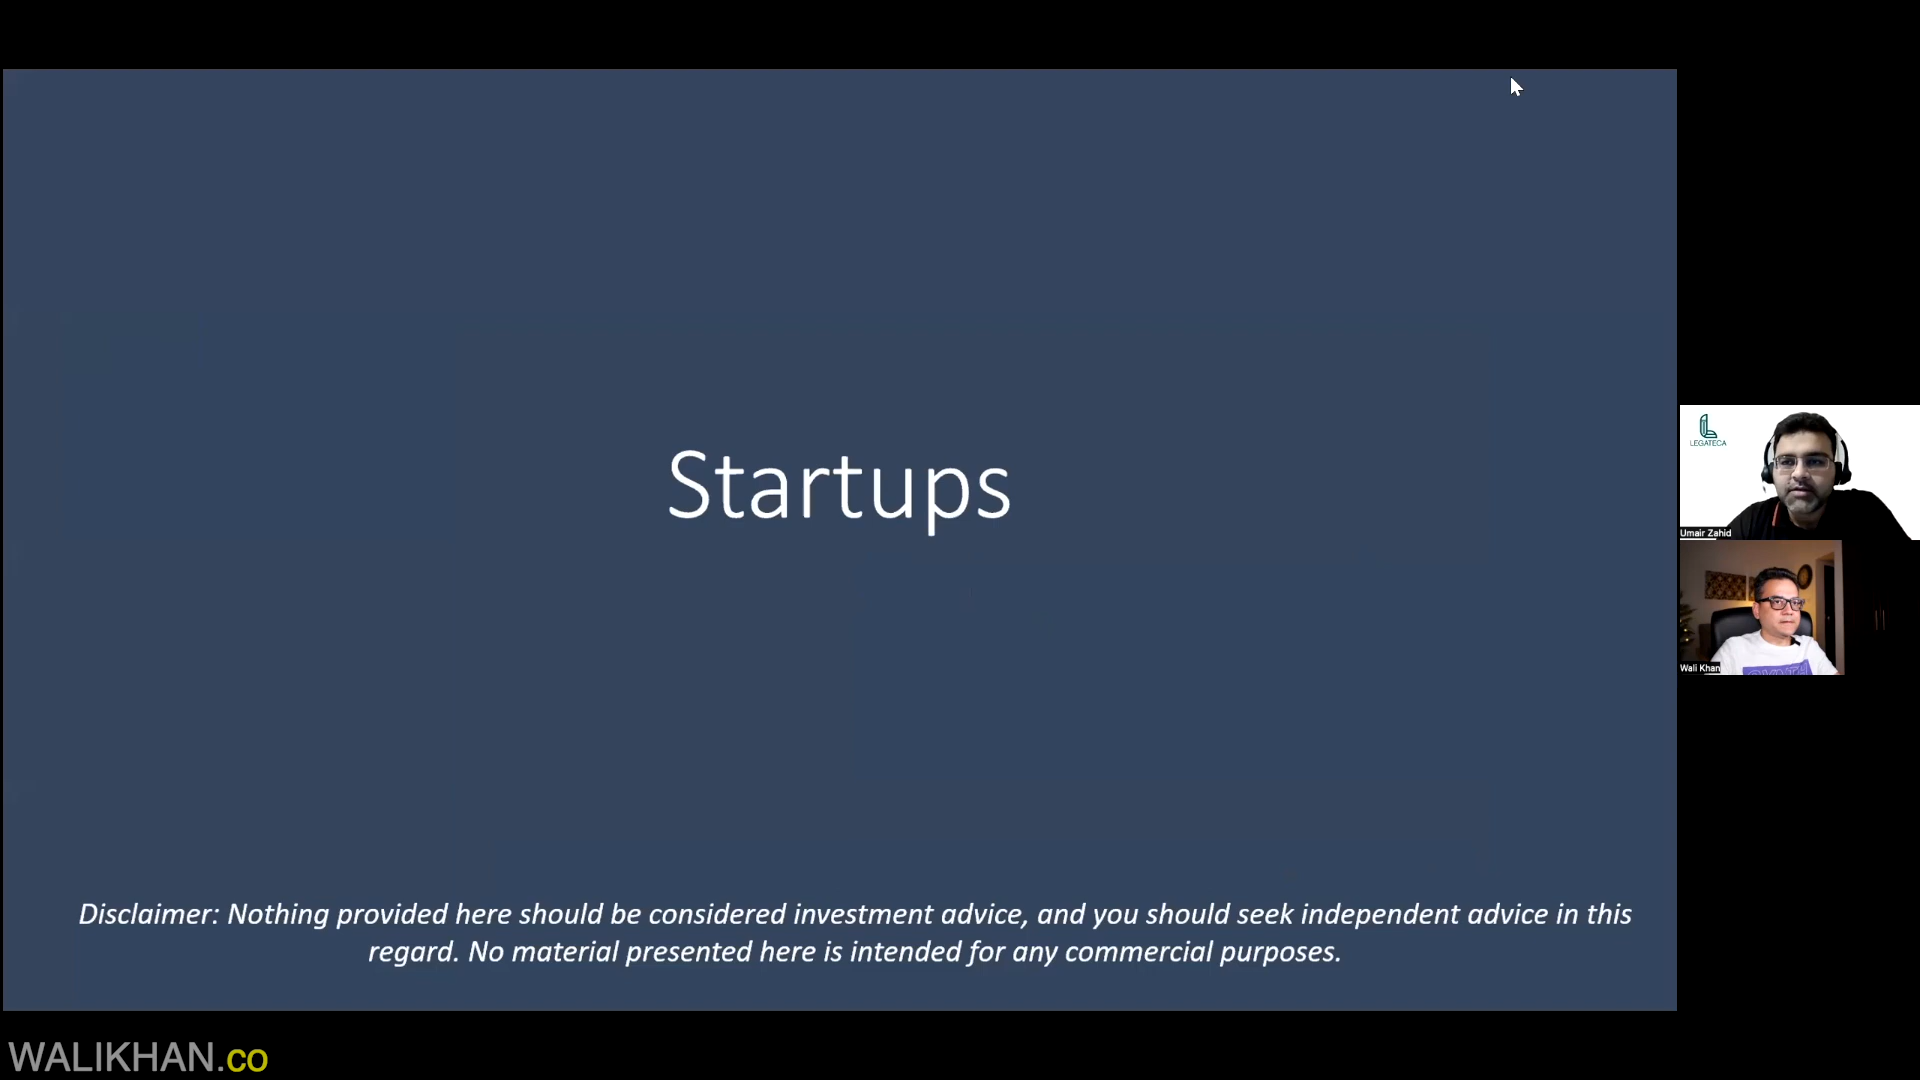 Startups
Disclaimer: Nothing provided here should be considered investment advice, and you should seek independent advice in this
regard. No material presented here is intended for any commercial purposes.
LEGATECA
Umair Zahid
Wali Khan
WALIKHAN.co